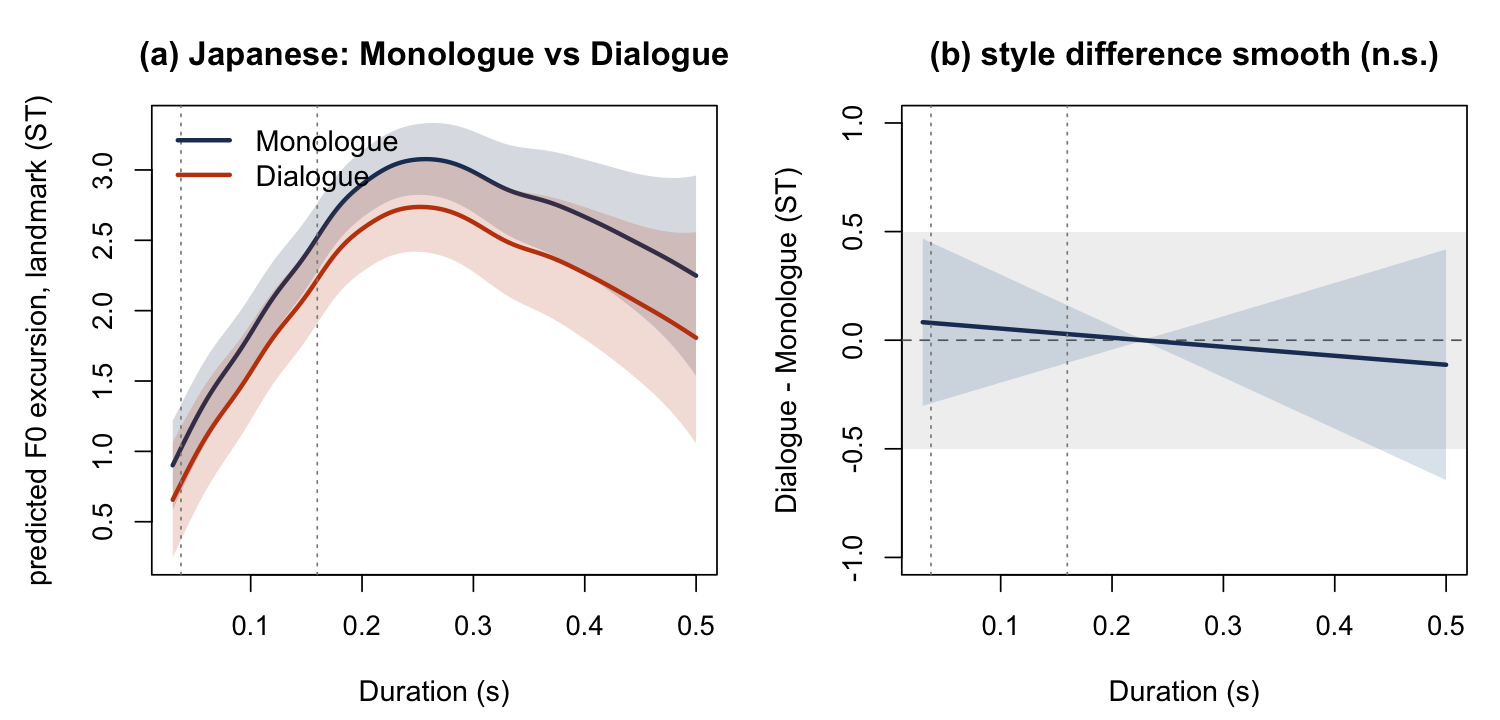 (a) Japanese: Monologue vs Dialogue
predicted F0 excursion, landmark (ST)
3.0
2.5
2.0
1.5
1.0
0.5
Monologue
Dialogue
0.1 0.2 0.3 0.4 0.5
Duration (s)
(b) style difference smooth (n.s.)
Dialogue - Monologue (ST)
1.0
0.5
0.0
-0.5
-1.0
0.1 0.2 0.3 0.4 0.5
Duration (s)